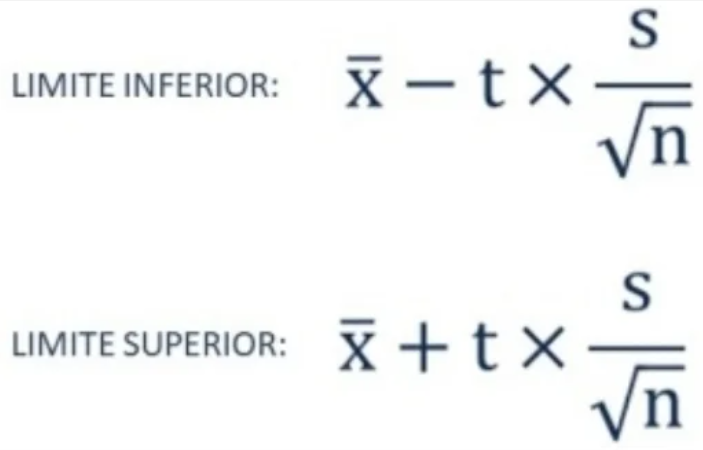 LIMITE INFERIOR: x̅ − t × s/√n
LIMITE SUPERIOR: x̅ + t × s/√n